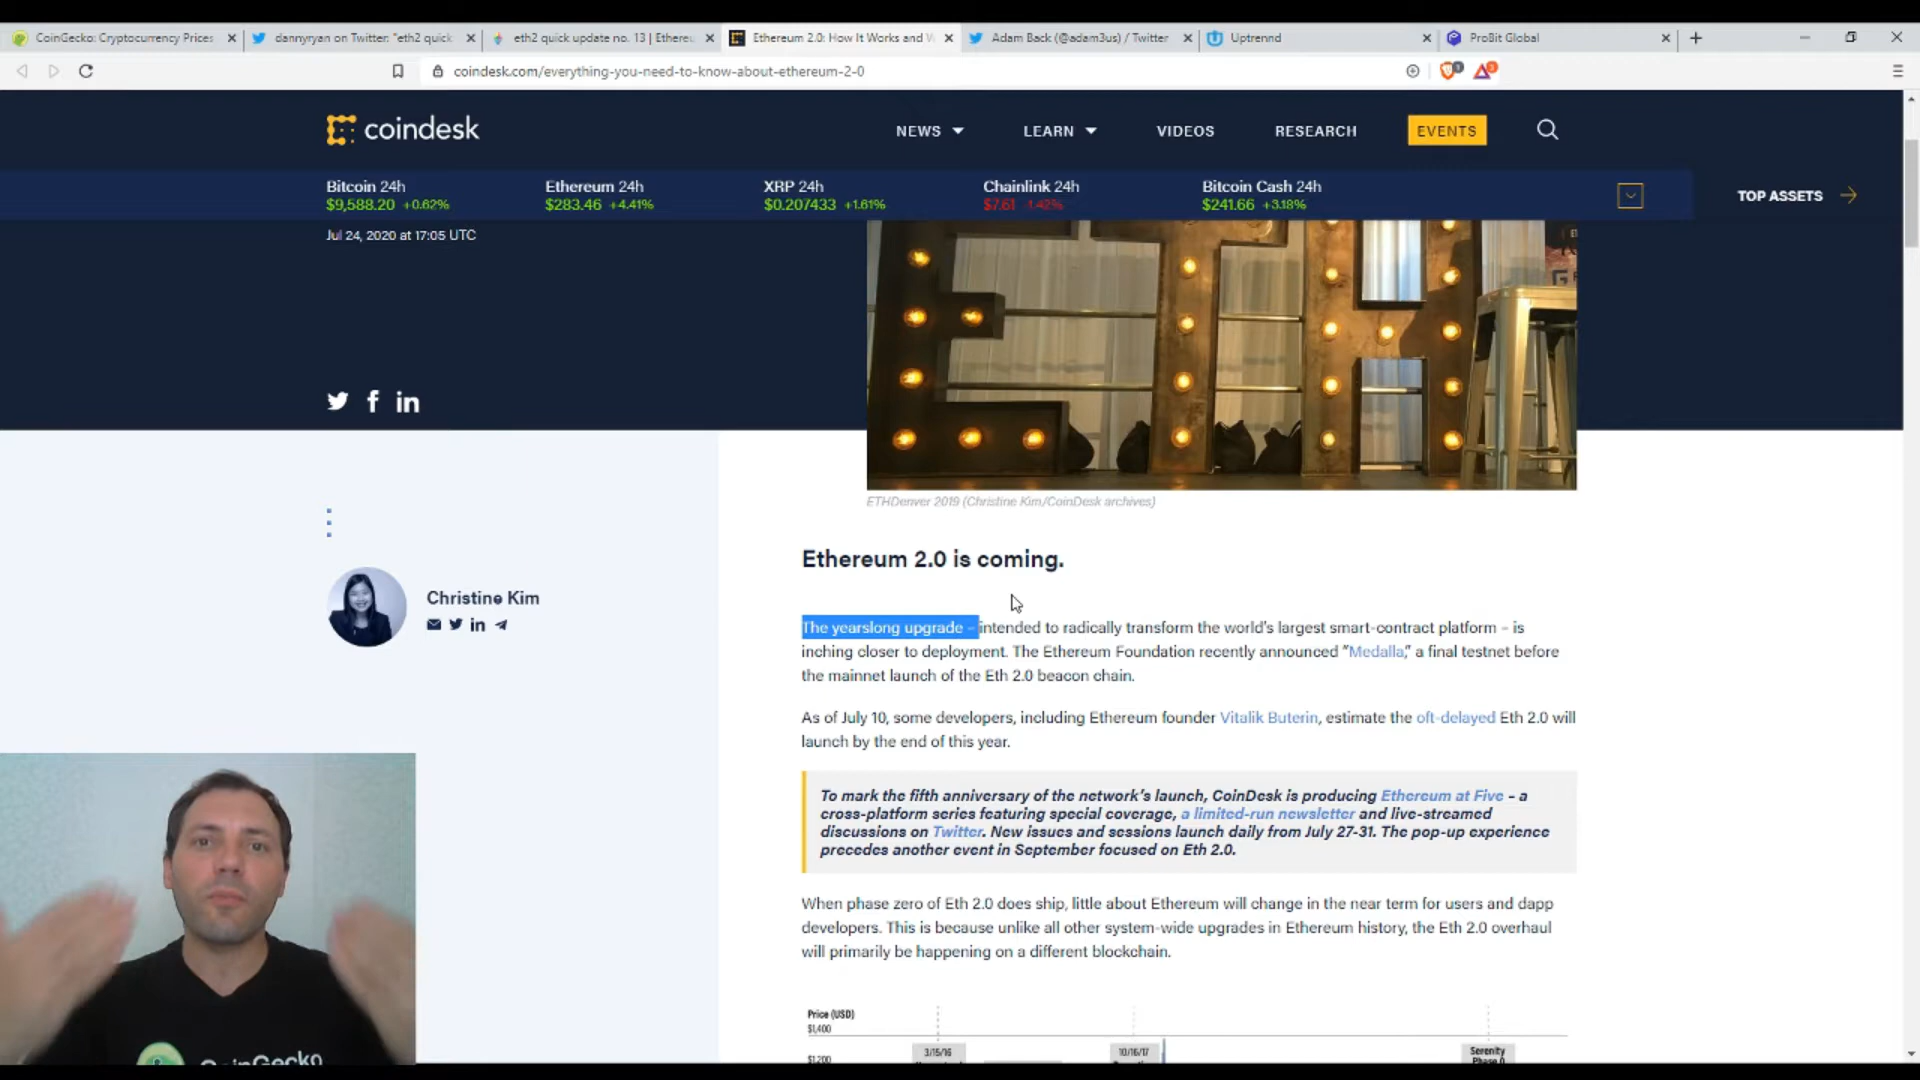 CoinGecko: Cryptocurrency Prices
dannyryan on Twitter: "eth2 quick
eth2 quick update no. 13 | Ethere
Ethereum 2.0: How It Works and W
Adam Back (@adam3us) / Twitter
Uptrennd
ProBit Global
coindesk.com/everything-you-need-to-know-about-ethereum-2-0
coindesk
NEWS
LEARN
VIDEOS
RESEARCH
EVENTS
Bitcoin 24h
$9,588.20 +0.62%
Ethereum 24h
$283.46 +4.41%
XRP 24h
$0.207433 +1.61%
Chainlink 24h
$7.61 -1.42%
Bitcoin Cash 24h
$241.66 +3.18%
TOP ASSETS
Jul 24, 2020 at 17:05 UTC
ETHDenver 2019 (Christine Kim/CoinDesk archives)
Christine Kim
Ethereum 2.0 is coming.
The yearslong upgrade – intended to radically transform the world's largest smart-contract platform – is
inching closer to deployment. The Ethereum Foundation recently announced "Medalla," a final testnet before
the mainnet launch of the Eth 2.0 beacon chain.
As of July 10, some developers, including Ethereum founder Vitalik Buterin, estimate the oft-delayed Eth 2.0 will
launch by the end of this year.
To mark the fifth anniversary of the network's launch, CoinDesk is producing Ethereum at Five – a
cross-platform series featuring special coverage, a limited-run newsletter and live-streamed
discussions on Twitter. New issues and sessions launch daily from July 27-31. The pop-up experience
precedes another event in September focused on Eth 2.0.
When phase zero of Eth 2.0 does ship, little about Ethereum will change in the near term for users and dapp
developers. This is because unlike all other system-wide upgrades in Ethereum history, the Eth 2.0 overhaul
will primarily be happening on a different blockchain.
Price (USD)
$1,400
$1,200
3/15/16
10/16/17
Serenity
Phase 0
CoinGecko